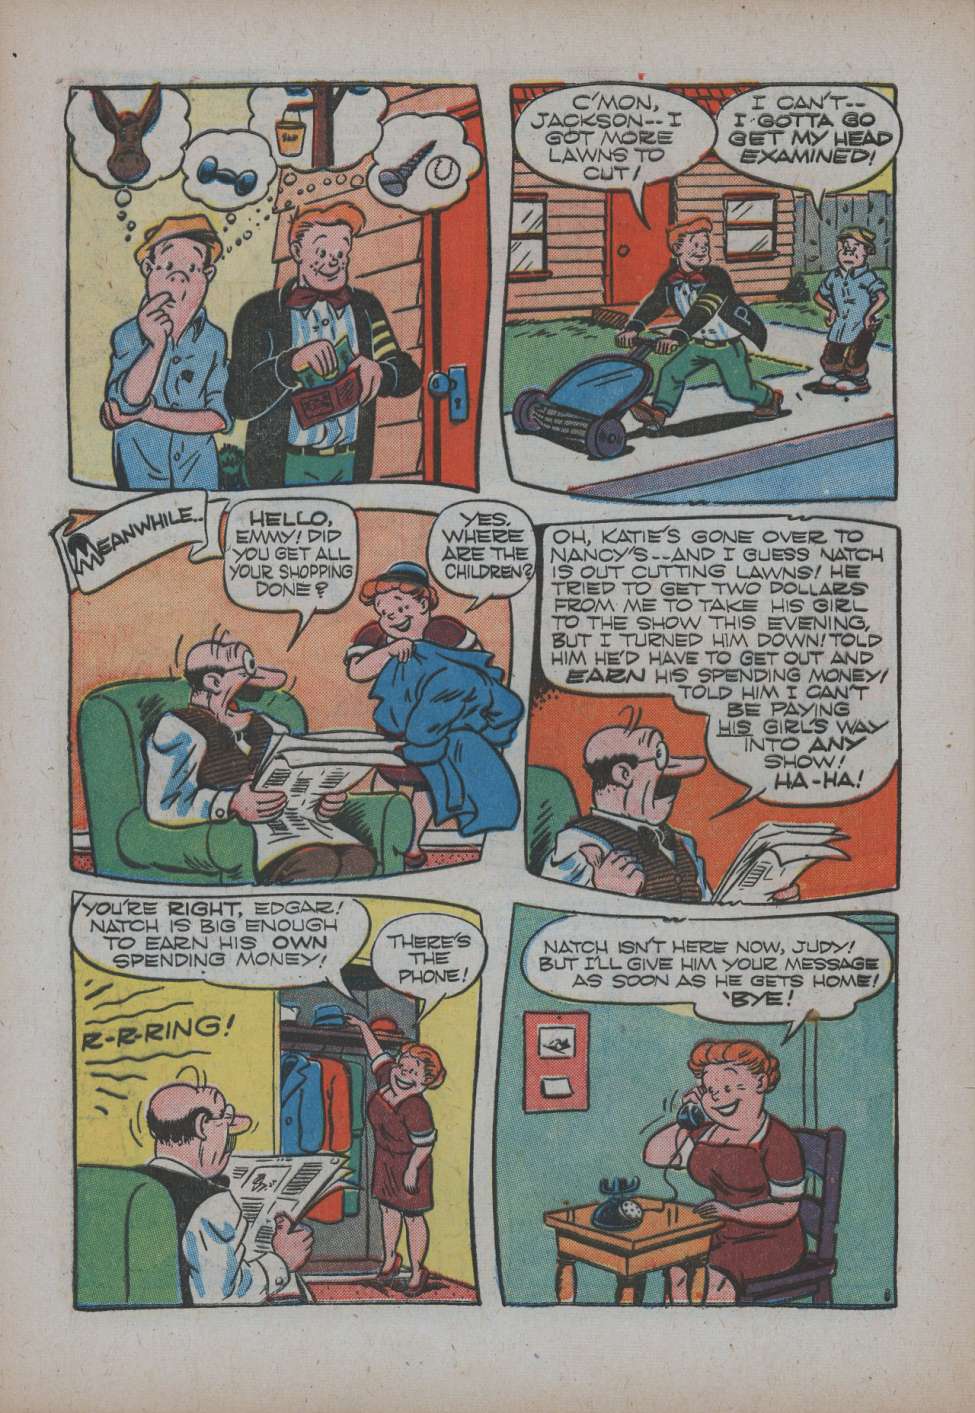 SAP
C'MON,
JACKSON--I
GOT MORE
LAWNS TO
CUT!
I CAN'T--
I GOTTA GO
GET MY HEAD
EXAMINED!
P
MEANWHILE..
HELLO,
EMMY! DID
YOU GET ALL
YOUR SHOPPING
DONE?
YES.
WHERE
ARE THE
CHILDREN?
OH, KATIE'S GONE OVER TO
NANCY'S--AND I GUESS NATCH
IS OUT CUTTING LAWNS! HE
TRIED TO GET TWO DOLLARS
FROM ME TO TAKE HIS GIRL
TO THE SHOW THIS EVENING,
BUT I TURNED HIM DOWN! TOLD
HIM HE'D HAVE TO GET OUT AND
EARN HIS SPENDING MONEY!
TOLD HIM I CAN'T
BE PAYING
HIS GIRL'S WAY
INTO ANY
SHOW!
HA-HA!
YOU'RE RIGHT, EDGAR!
NATCH IS BIG ENOUGH
TO EARN HIS OWN
SPENDING MONEY!
THERE'S
THE
PHONE!
R-R-RING!
NATCH ISN'T HERE NOW, JUDY!
BUT I'LL GIVE HIM YOUR MESSAGE
AS SOON AS HE GETS HOME!
'BYE!